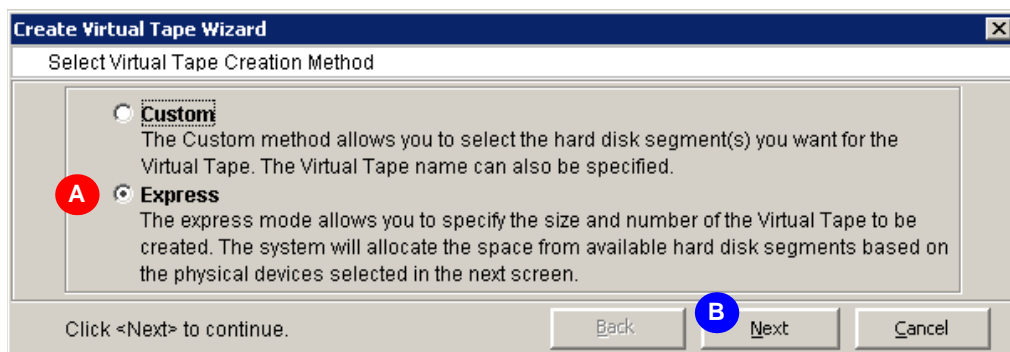 Create Virtual Tape Wizard
Select Virtual Tape Creation Method
Custom
The Custom method allows you to select the hard disk segment(s) you want for the
Virtual Tape. The Virtual Tape name can also be specified.
A Express
The express mode allows you to specify the size and number of the Virtual Tape to be
created. The system will allocate the space from available hard disk segments based on
the physical devices selected in the next screen.
Click <Next> to continue. Back B Next Cancel